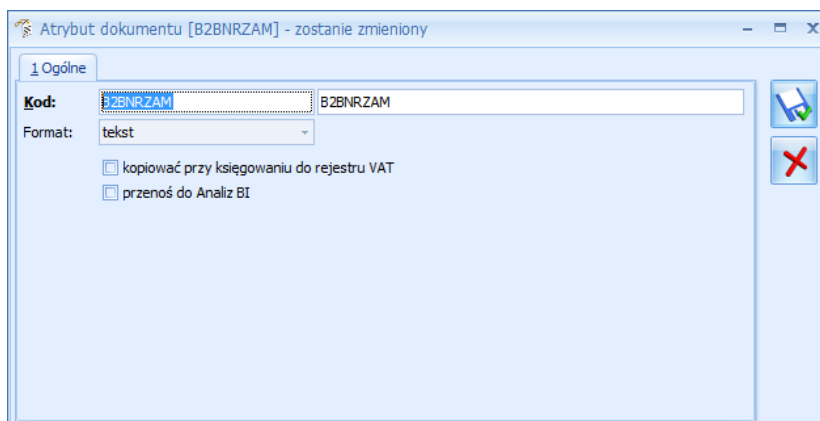 Atrybut dokumentu [B2BNRZAM] - zostanie zmieniony
1 Ogólne
Kod: B2BNRZAM B2BNRZAM
Format: tekst
kopiować przy księgowaniu do rejestru VAT
przenoś do Analiz BI